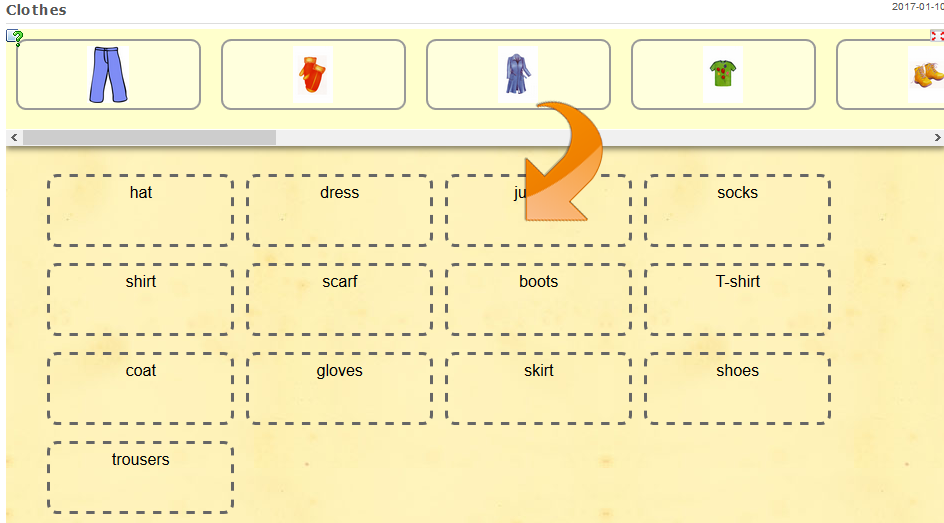 Clothes 2017-01-10
hat dress socks
shirt scarf boots T-shirt
coat gloves skirt shoes
trousers